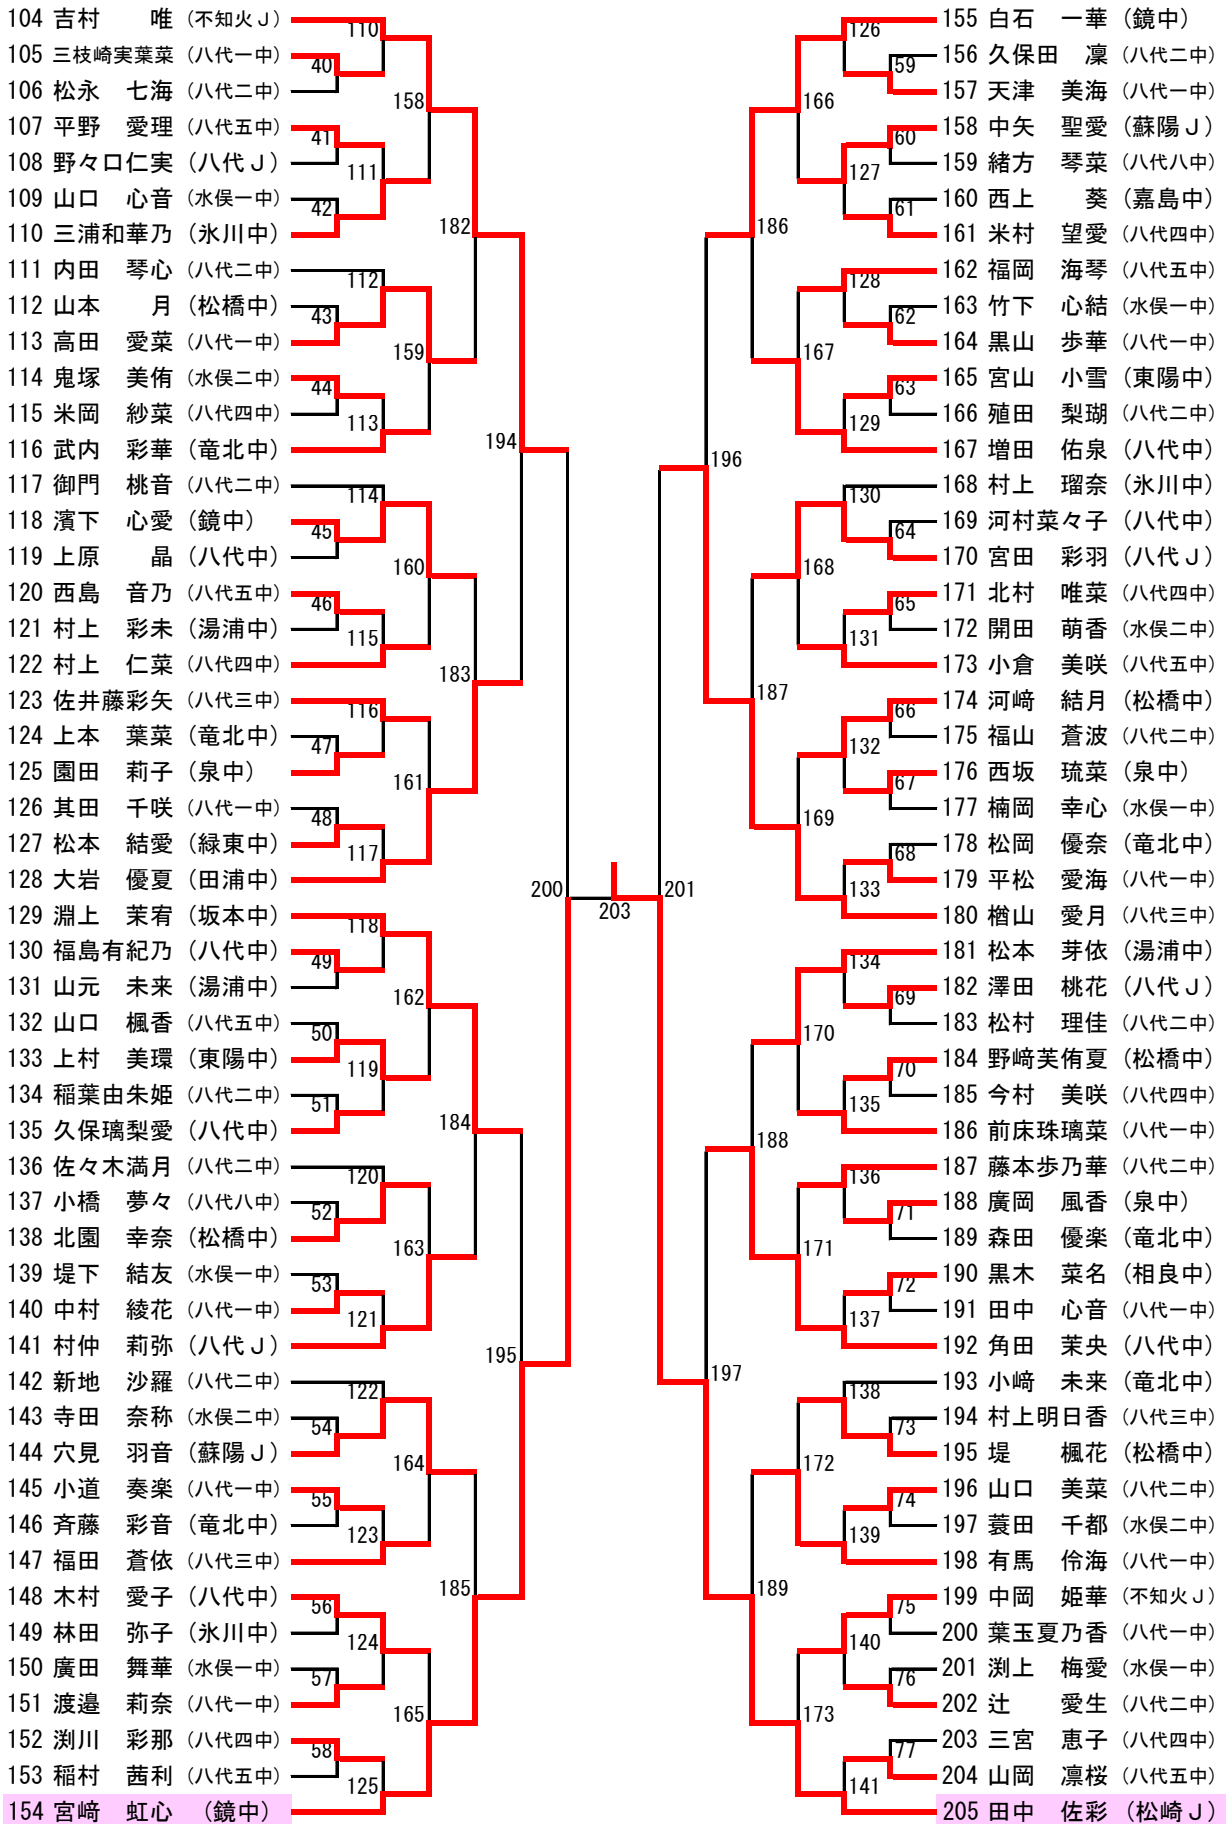 104 吉村　　唯（不知火Ｊ）
105 三枝崎実葉菜（八代一中）
106 松永　七海（八代二中）
107 平野　愛理（八代五中）
108 野々口仁実（八代Ｊ）
109 山口　心音（水俣一中）
110 三浦和華乃（氷川中）
111 内田　琴心（八代二中）
112 山本　　月（松橋中）
113 高田　愛菜（八代一中）
114 鬼塚　美侑（水俣二中）
115 米岡　紗菜（八代四中）
116 武内　彩華（竜北中）
117 御門　桃音（八代二中）
118 濱下　心愛（鏡中）
119 上原　　晶（八代中）
120 西島　音乃（八代五中）
121 村上　彩未（湯浦中）
122 村上　仁菜（八代四中）
123 佐井藤彩矢（八代三中）
124 上本　葉菜（竜北中）
125 園田　莉子（泉中）
126 其田　千咲（八代一中）
127 松本　結愛（緑東中）
128 大岩　優夏（田浦中）
129 淵上　茉宥（坂本中）
130 福島有紀乃（八代中）
131 山元　未来（湯浦中）
132 山口　楓香（八代五中）
133 上村　美環（東陽中）
134 稲葉由朱姫（八代二中）
135 久保璃梨愛（八代中）
136 佐々木満月（八代二中）
137 小橋　夢々（八代八中）
138 北園　幸奈（松橋中）
139 堤下　結友（水俣一中）
140 中村　綾花（八代一中）
141 村仲　莉弥（八代Ｊ）
142 新地　沙羅（八代二中）
143 寺田　奈称（水俣二中）
144 穴見　羽音（蘇陽Ｊ）
145 小道　奏楽（八代一中）
146 斉藤　彩音（竜北中）
147 福田　蒼依（八代三中）
148 木村　愛子（八代中）
149 林田　弥子（氷川中）
150 廣田　舞華（水俣一中）
151 渡邉　莉奈（八代一中）
152 渕川　彩那（八代四中）
153 稲村　茜利（八代五中）
154 宮﨑　虹心　（鏡中）
110
40
158
41
111
42
182
112
43
159
44
113
194
114
45
160
46
115
183
116
47
161
48
117
200
203
201
118
49
162
50
119
51
184
120
52
163
53
121
195
122
54
164
55
123
185
56
124
57
165
58
125
126
59
166
60
127
61
186
128
62
167
63
129
196
130
64
168
65
131
187
66
132
67
169
68
133
134
69
170
70
135
188
136
71
171
72
137
197
138
73
172
74
139
189
75
140
76
173
77
141
155 白石　一華（鏡中）
156 久保田　凜（八代二中）
157 天津　美海（八代一中）
158 中矢　聖愛（蘇陽Ｊ）
159 緒方　琴菜（八代八中）
160 西上　　葵（嘉島中）
161 米村　望愛（八代四中）
162 福岡　海琴（八代五中）
163 竹下　心結（水俣一中）
164 黒山　歩華（八代一中）
165 宮山　小雪（東陽中）
166 殖田　梨瑚（八代二中）
167 増田　佑泉（八代中）
168 村上　瑠奈（氷川中）
169 河村菜々子（八代中）
170 宮田　彩羽（八代Ｊ）
171 北村　唯菜（八代四中）
172 開田　萌香（水俣二中）
173 小倉　美咲（八代五中）
174 河﨑　結月（松橋中）
175 福山　蒼波（八代二中）
176 西坂　琉菜（泉中）
177 楠岡　幸心（水俣一中）
178 松岡　優奈（竜北中）
179 平松　愛海（八代一中）
180 楢山　愛月（八代三中）
181 松本　芽依（湯浦中）
182 澤田　桃花（八代Ｊ）
183 松村　理佳（八代二中）
184 野﨑芙侑夏（松橋中）
185 今村　美咲（八代四中）
186 前床珠璃菜（八代一中）
187 藤本歩乃華（八代二中）
188 廣岡　風香（泉中）
189 森田　優楽（竜北中）
190 黒木　菜名（相良中）
191 田中　心音（八代一中）
192 角田　茉央（八代中）
193 小﨑　未来（竜北中）
194 村上明日香（八代三中）
195 堤　　楓花（松橋中）
196 山口　美菜（八代二中）
197 蓑田　千都（水俣二中）
198 有馬　伶海（八代一中）
199 中岡　姫華（不知火Ｊ）
200 葉玉夏乃香（八代一中）
201 渕上　梅愛（水俣一中）
202 辻　　愛生（八代二中）
203 三宮　恵子（八代四中）
204 山岡　凛桜（八代五中）
205 田中　佐彩（松崎Ｊ）